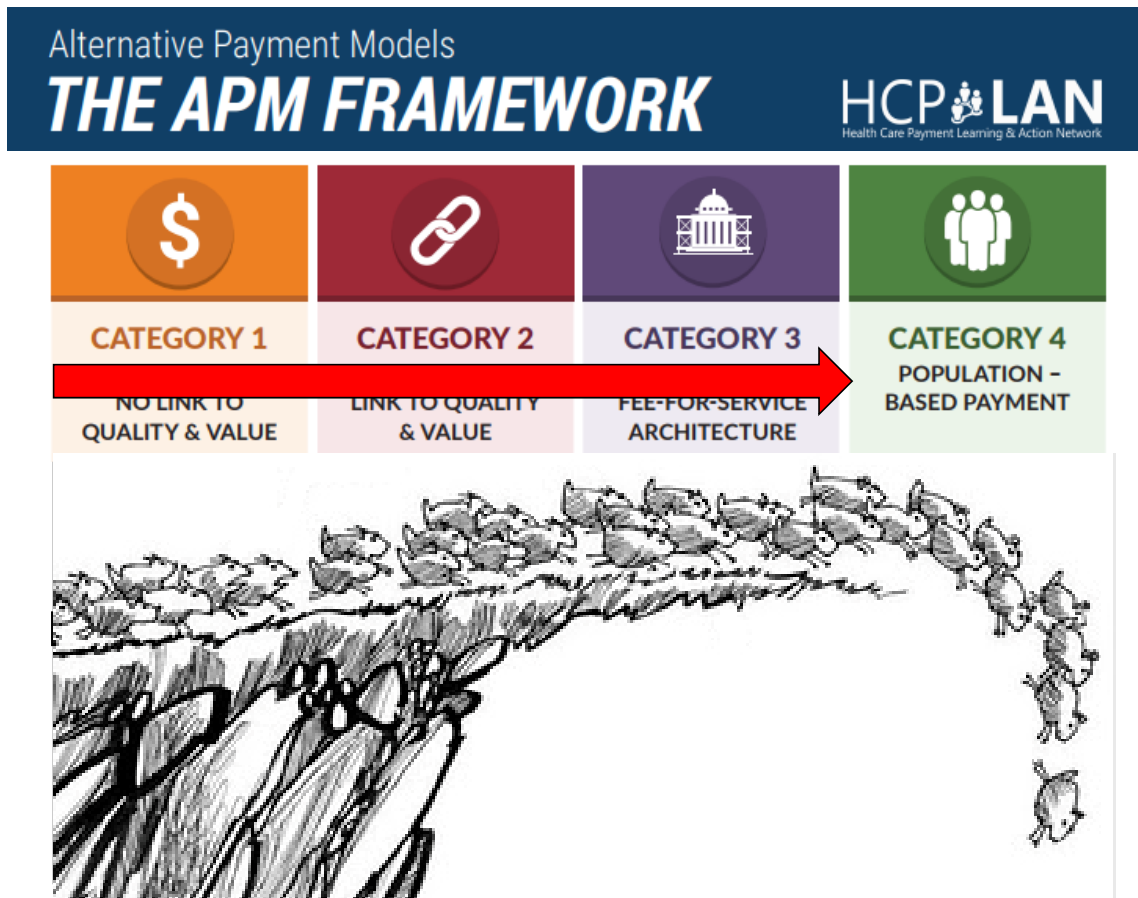 Alternative Payment Models
THE APM FRAMEWORK
HCP LAN
Health Care Payment Learning & Action Network
CATEGORY 1
NO LINK TO
QUALITY & VALUE
CATEGORY 2
LINK TO QUALITY
& VALUE
CATEGORY 3
FEE-FOR-SERVICE
ARCHITECTURE
CATEGORY 4
POPULATION –
BASED PAYMENT